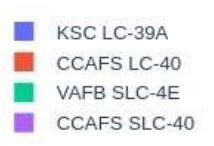 KSC LC-39A
CCAFS LC-40
VAFB SLC-4E
CCAFS SLC-40